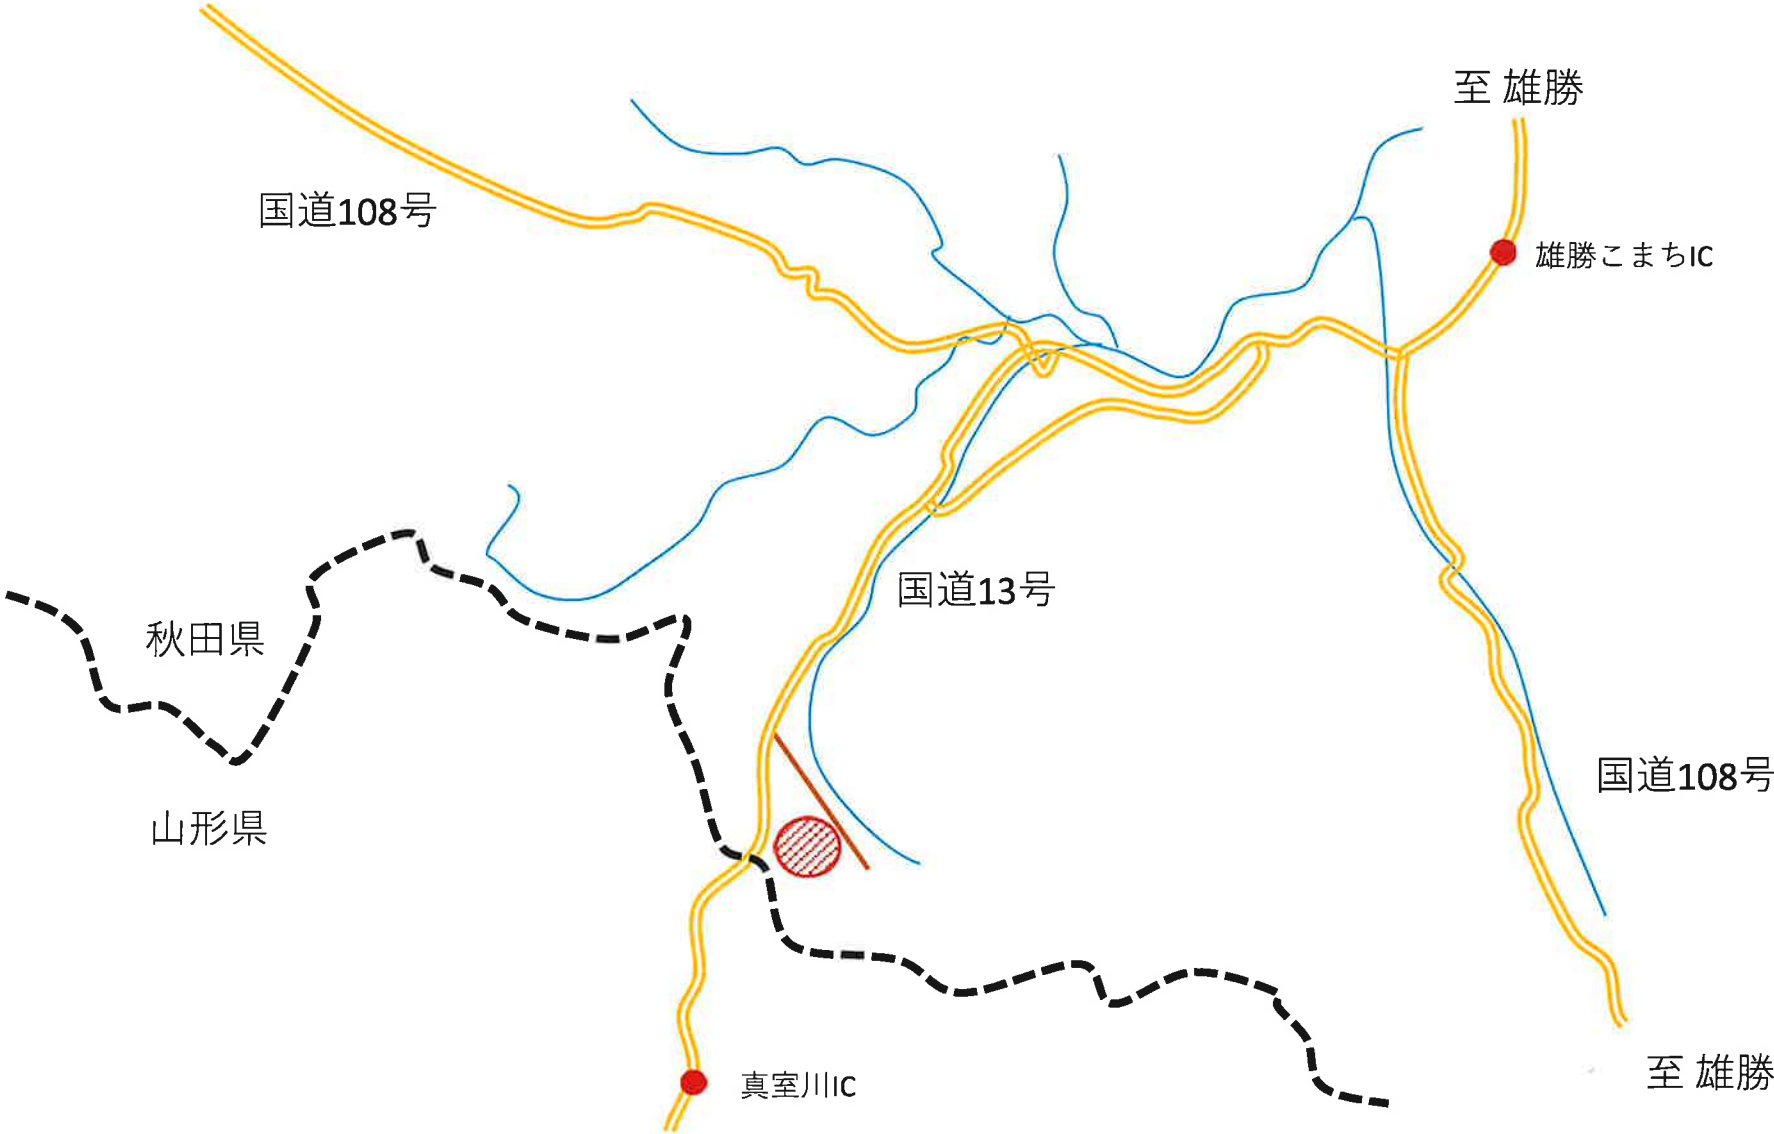 至 雄勝
国道108号
雄勝こまちIC
国道13号
秋田県
国道108号
山形県
至 雄勝
真室川IC